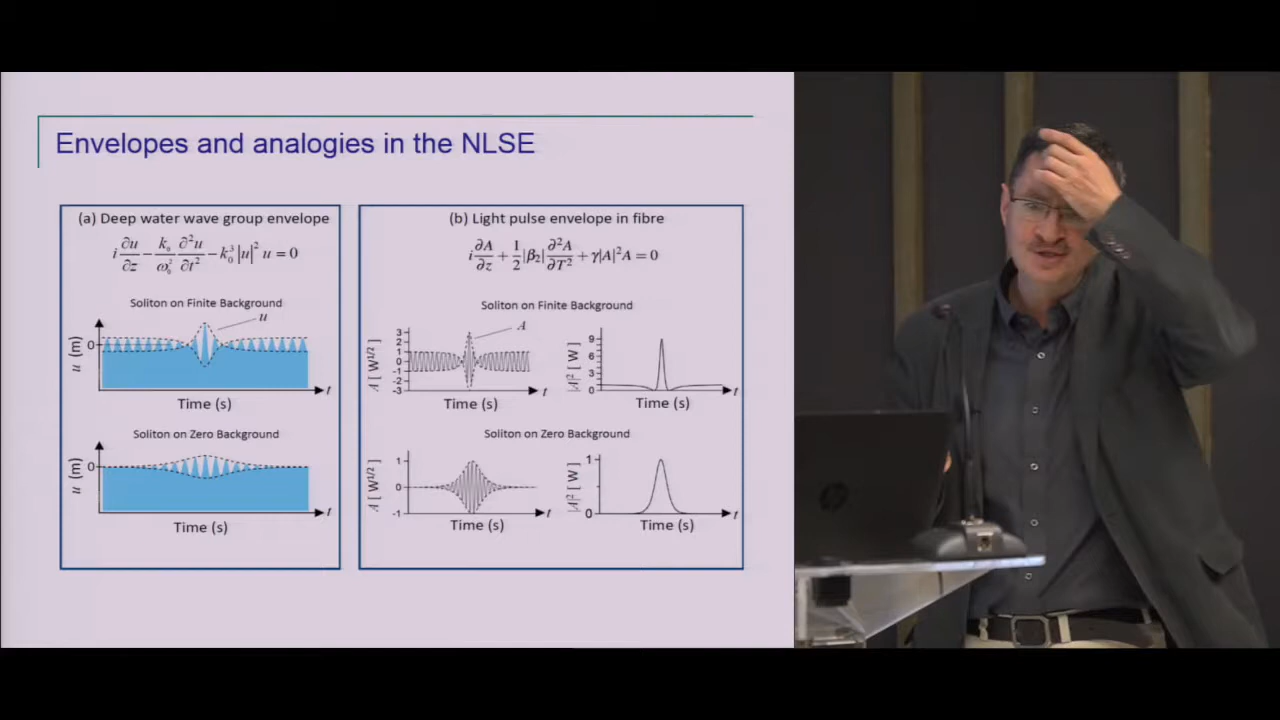 Envelopes and analogies in the NLSE
(a) Deep water wave group envelope
i ∂u/∂z − k₀/ω₀² ∂²u/∂t² − k₀³|u|²u = 0
Soliton on Finite Background
u
0
u (m)
t
Time (s)
Soliton on Zero Background
0
u (m)
t
Time (s)
(b) Light pulse envelope in fibre
i ∂A/∂z + 1/2|β₂| ∂²A/∂T² + γ|A|²A = 0
Soliton on Finite Background
A
3
2
1
0
-1
-2
-3
A [ W^1/2 ]
t
Time (s)
9
6
3
0
|A|² [ W ]
t
Time (s)
Soliton on Zero Background
1
0
-1
A [ W^1/2 ]
t
Time (s)
1
0
|A|² [ W ]
t
Time (s)
hp